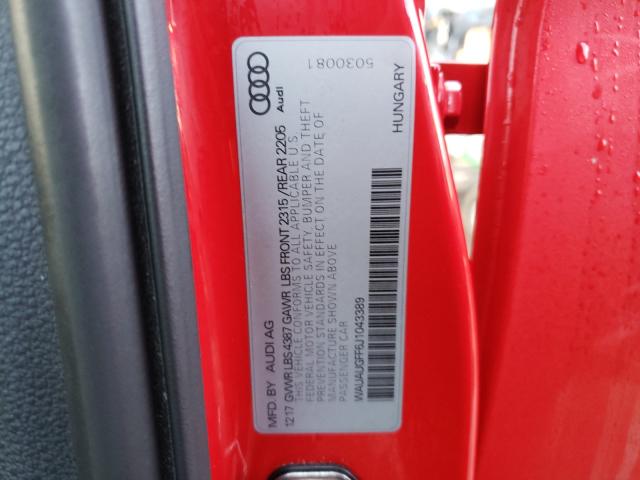 Audi
5030081
MFD. BY AUDI AG
1217 GVWR LBS 4387 GAWR LBS FRONT 2315 / REAR 2205
THIS VEHICLE CONFORMS TO ALL APPLICABLE U.S.
FEDERAL MOTOR VEHICLE SAFETY, BUMPER AND THEFT
PREVENTION STANDARDS IN EFFECT ON THE DATE OF
MANUFACTURE SHOWN ABOVE
PASSENGER CAR
WAUAUGFF6J1043389
HUNGARY